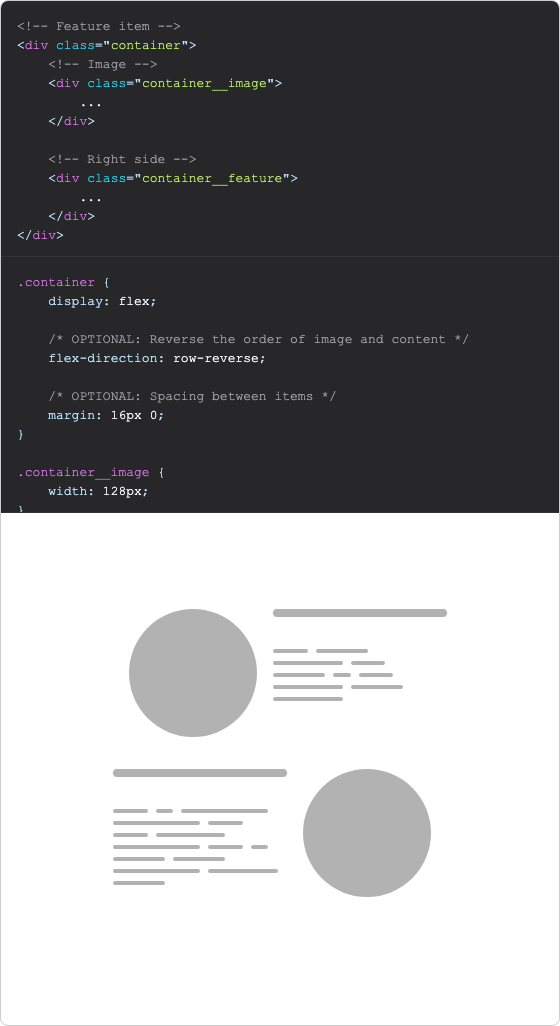 <!-- Feature item -->
<div class="container">
    <!-- Image -->
    <div class="container__image">
        ...
    </div>

    <!-- Right side -->
    <div class="container__feature">
        ...
    </div>
</div>
.container {
    display: flex;

    /* OPTIONAL: Reverse the order of image and content */
    flex-direction: row-reverse;

    /* OPTIONAL: Spacing between items */
    margin: 16px 0;
}

.container__image {
    width: 128px;
}